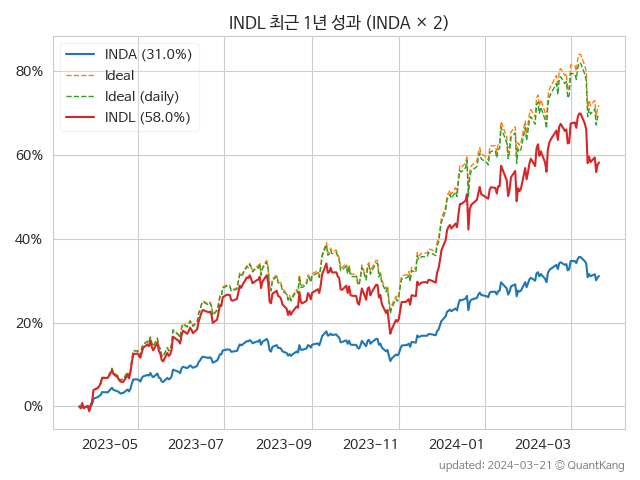 INDL 최근 1년 성과 (INDA × 2)
INDA (31.0%)
Ideal
Ideal (daily)
INDL (58.0%)
80%
60%
40%
20%
0%
2023-05 2023-07 2023-09 2023-11 2024-01 2024-03
updated: 2024-03-21 © QuantKang